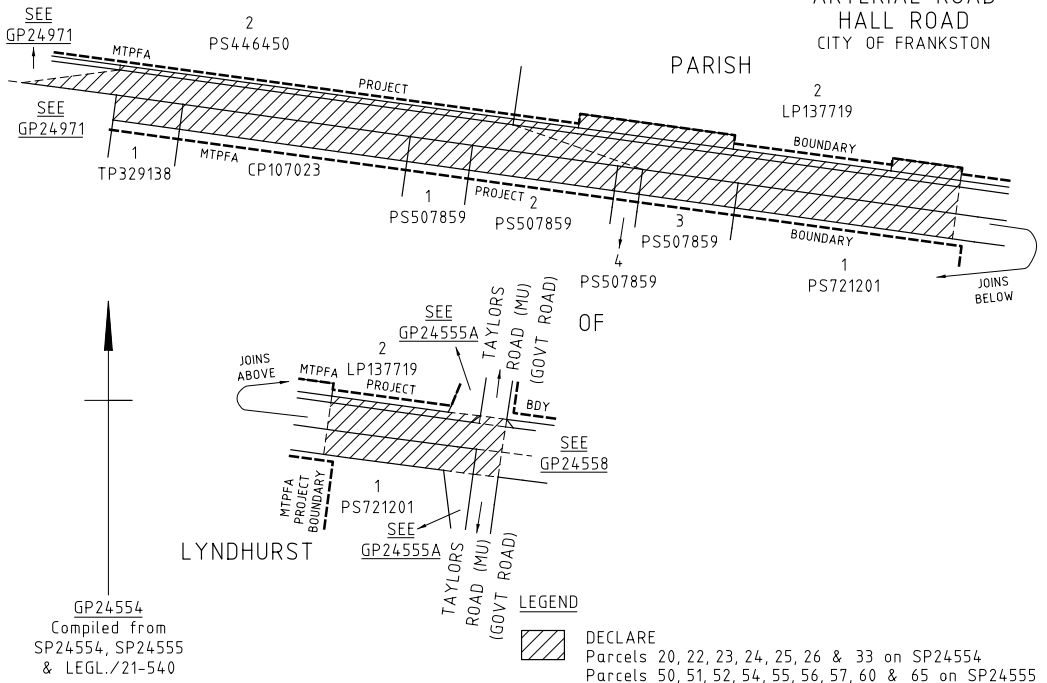 ARTERIAL ROAD
HALL ROAD
CITY OF FRANKSTON
SEE
GP24971
2
PS446450
MTPFA
PROJECT
PARISH
2
LP137719
BOUNDARY
SEE
GP24971
1
TP329138
MTPFA
CP107023
1
PS507859
PROJECT
2
PS507859
4
PS507859
3
PS507859
BOUNDARY
1
PS721201
JOINS
BELOW
OF
SEE
GP24555A
TAYLORS
ROAD (MU)
(GOVT ROAD)
JOINS
ABOVE
MTPFA
2
LP137719
PROJECT
BDY
SEE
GP24558
MTPFA
PROJECT
BOUNDARY
1
PS721201
SEE
GP24555A
TAYLORS
ROAD (MU)
(GOVT ROAD)
LYNDHURST
GP24554
Compiled from
SP24554, SP24555
& LEGL./21-540
LEGEND
DECLARE
Parcels 20, 22, 23, 24, 25, 26 & 33 on SP24554
Parcels 50, 51, 52, 54, 55, 56, 57, 60 & 65 on SP24555